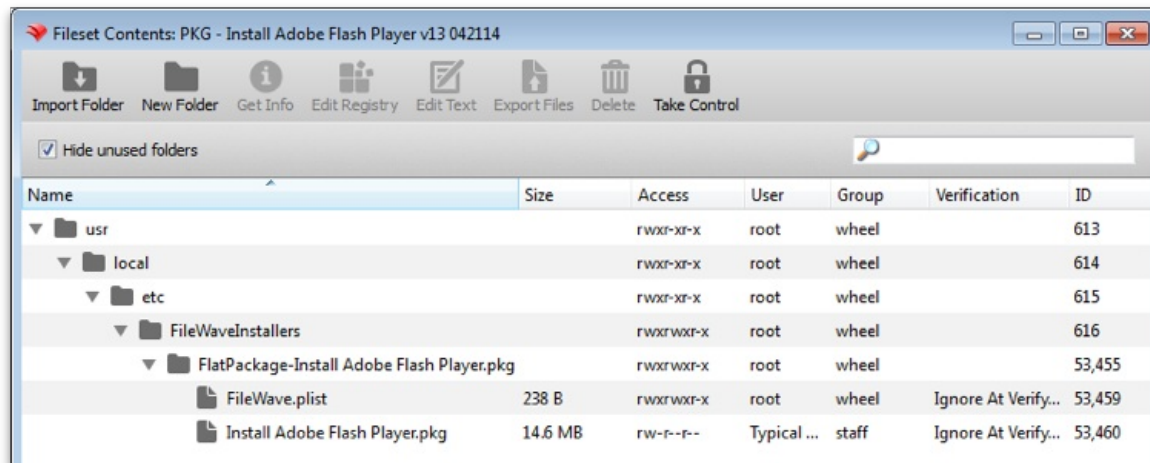 Fileset Contents: PKG - Install Adobe Flash Player v13 042114
Import Folder New Folder Get Info Edit Registry Edit Text Export Files Delete Take Control
Hide unused folders
Name Size Access User Group Verification ID
usr rwxr-xr-x root wheel 613
local rwxr-xr-x root wheel 614
etc rwxr-xr-x root wheel 615
FileWaveInstallers rwxrwxr-x root wheel 616
FlatPackage-Install Adobe Flash Player.pkg rwxrwxr-x root wheel 53,455
FileWave.plist 238 B rwxrwxr-x root wheel Ignore At Verify... 53,459
Install Adobe Flash Player.pkg 14.6 MB rw-r--r-- Typical ... staff Ignore At Verify... 53,460